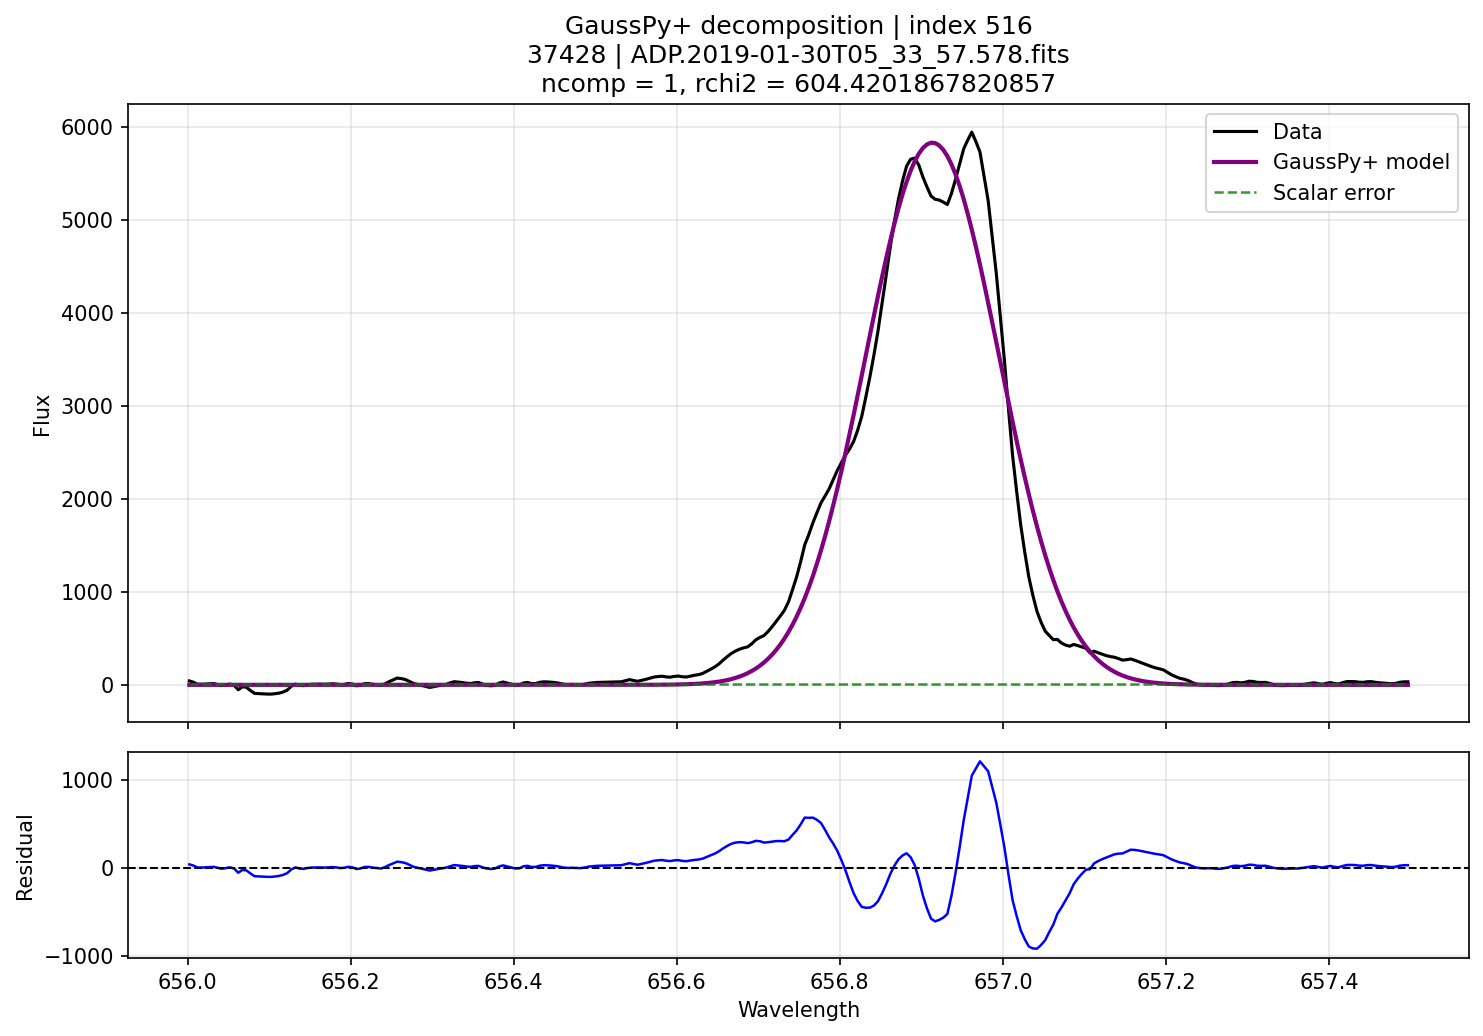 GaussPy+ decomposition | index 516
37428 | ADP.2019-01-30T05_33_57.578.fits
ncomp = 1, rchi2 = 604.4201867820857
Data
GaussPy+ model
Scalar error
6000
5000
4000
3000
2000
1000
0
Flux
1000
0
−1000
Residual
656.0 656.2 656.4 656.6 656.8 657.0 657.2 657.4
Wavelength